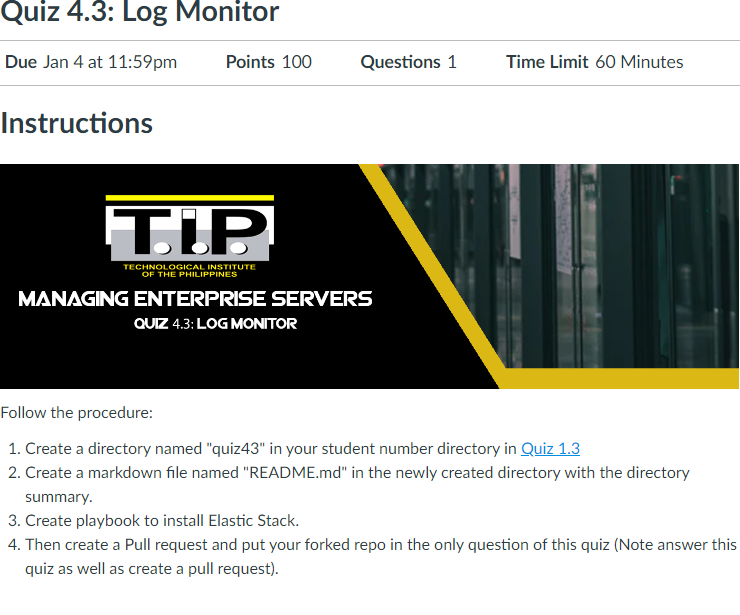 Quiz 4.3: Log Monitor
Due Jan 4 at 11:59pm Points 100 Questions 1 Time Limit 60 Minutes
Instructions
T.I.P.
TECHNOLOGICAL INSTITUTE
OF THE PHILIPPINES
MANAGING ENTERPRISE SERVERS
QUIZ 4.3: LOG MONITOR
Follow the procedure:
1. Create a directory named "quiz43" in your student number directory in Quiz 1.3
2. Create a markdown file named "README.md" in the newly created directory with the directory
summary.
3. Create playbook to install Elastic Stack.
4. Then create a Pull request and put your forked repo in the only question of this quiz (Note answer this
quiz as well as create a pull request).